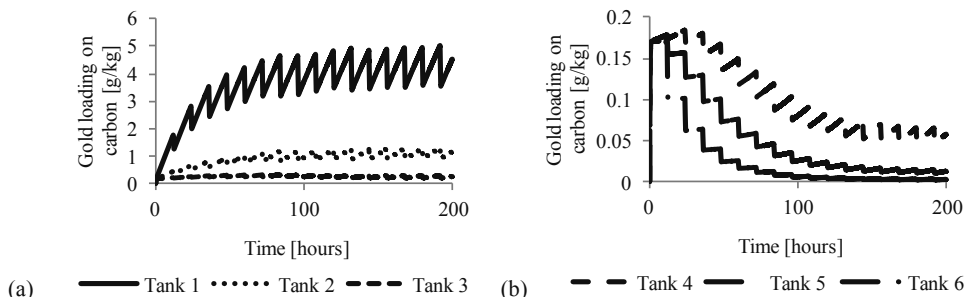 Gold loading on
carbon [g/kg]
6
5
4
3
2
1
0
0
100
200
Time [hours]
(a)
Tank 1
Tank 2
Tank 3
Gold loading on
carbon [g/kg]
0.2
0.15
0.1
0.05
0
0
100
200
Time [hours]
(b)
Tank 4
Tank 5
Tank 6